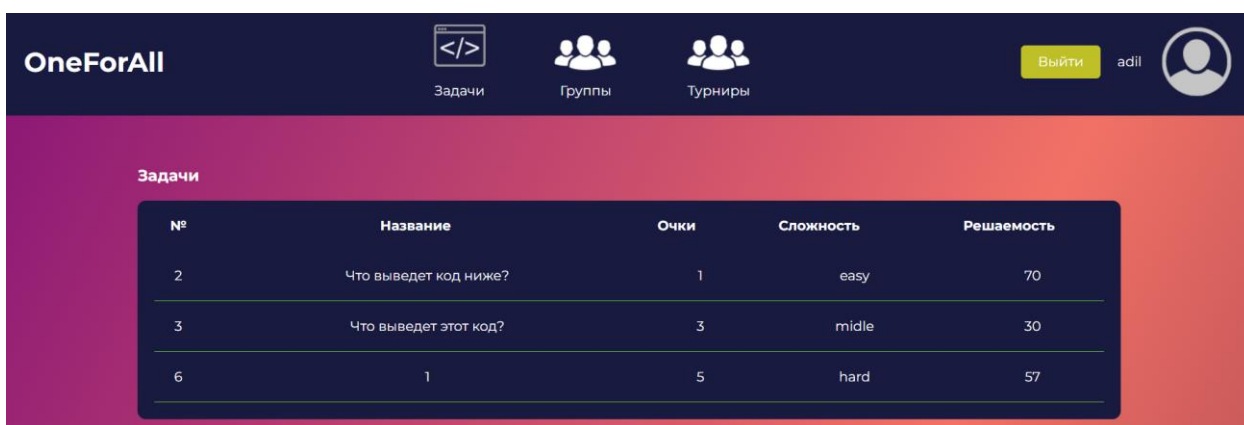 OneForAll
</>
Задачи Группы Турниры
Выйти adil
Задачи
№ Название Очки Сложность Решаемость
2 Что выведет код ниже? 1 easy 70
3 Что выведет этот код? 3 midle 30
6 1 5 hard 57